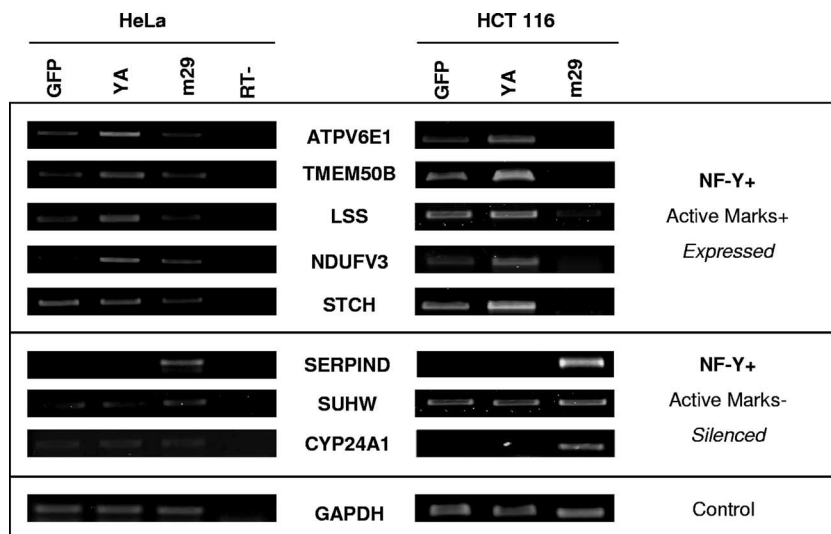 HeLa HCT 116
GFP YA m29 RT- GFP YA m29
ATPV6E1
TMEM50B
LSS
NDUFV3
STCH
NF-Y+
Active Marks+
Expressed
SERPIND
SUHW
CYP24A1
NF-Y+
Active Marks-
Silenced
GAPDH
Control